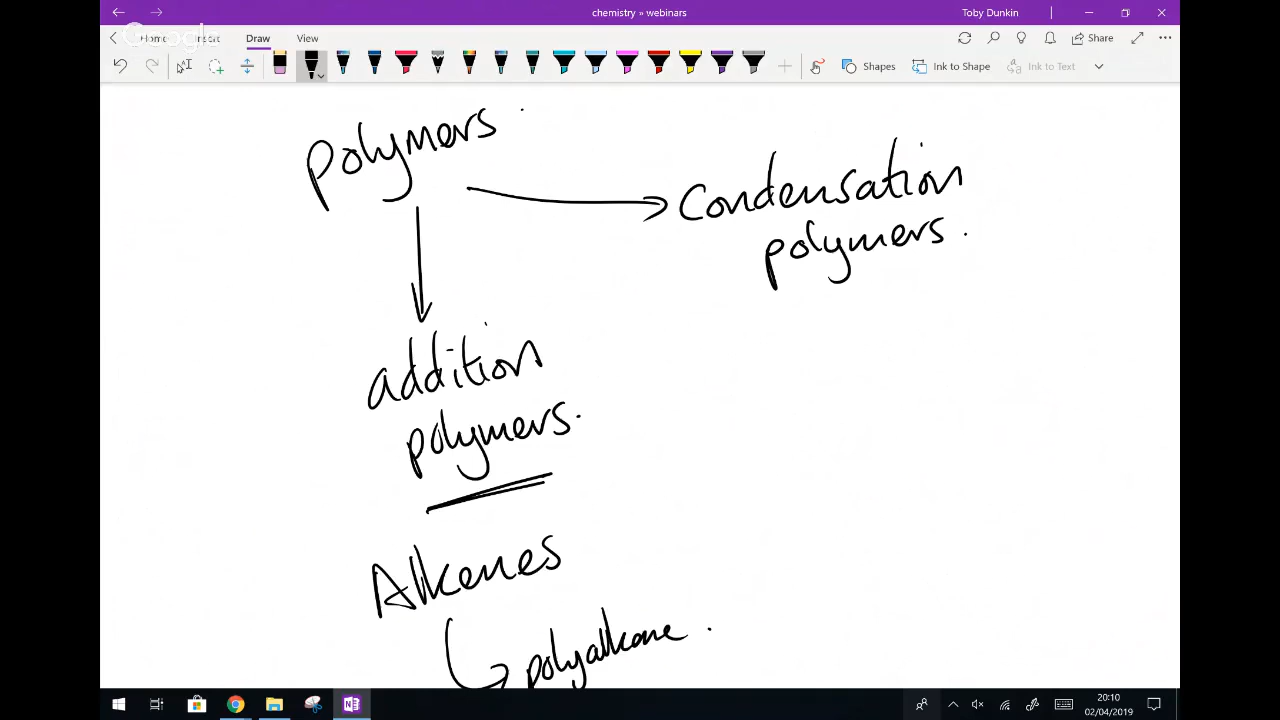 chemistry » webinars
Toby Dunkin
Google
Home
Insert
Draw
View
Share
Shapes
Ink to Shape
Ink to Text
polymers.
Condensation
polymers.
addition
polymers.
Alkenes
polyalkane.
20:10
02/04/2019